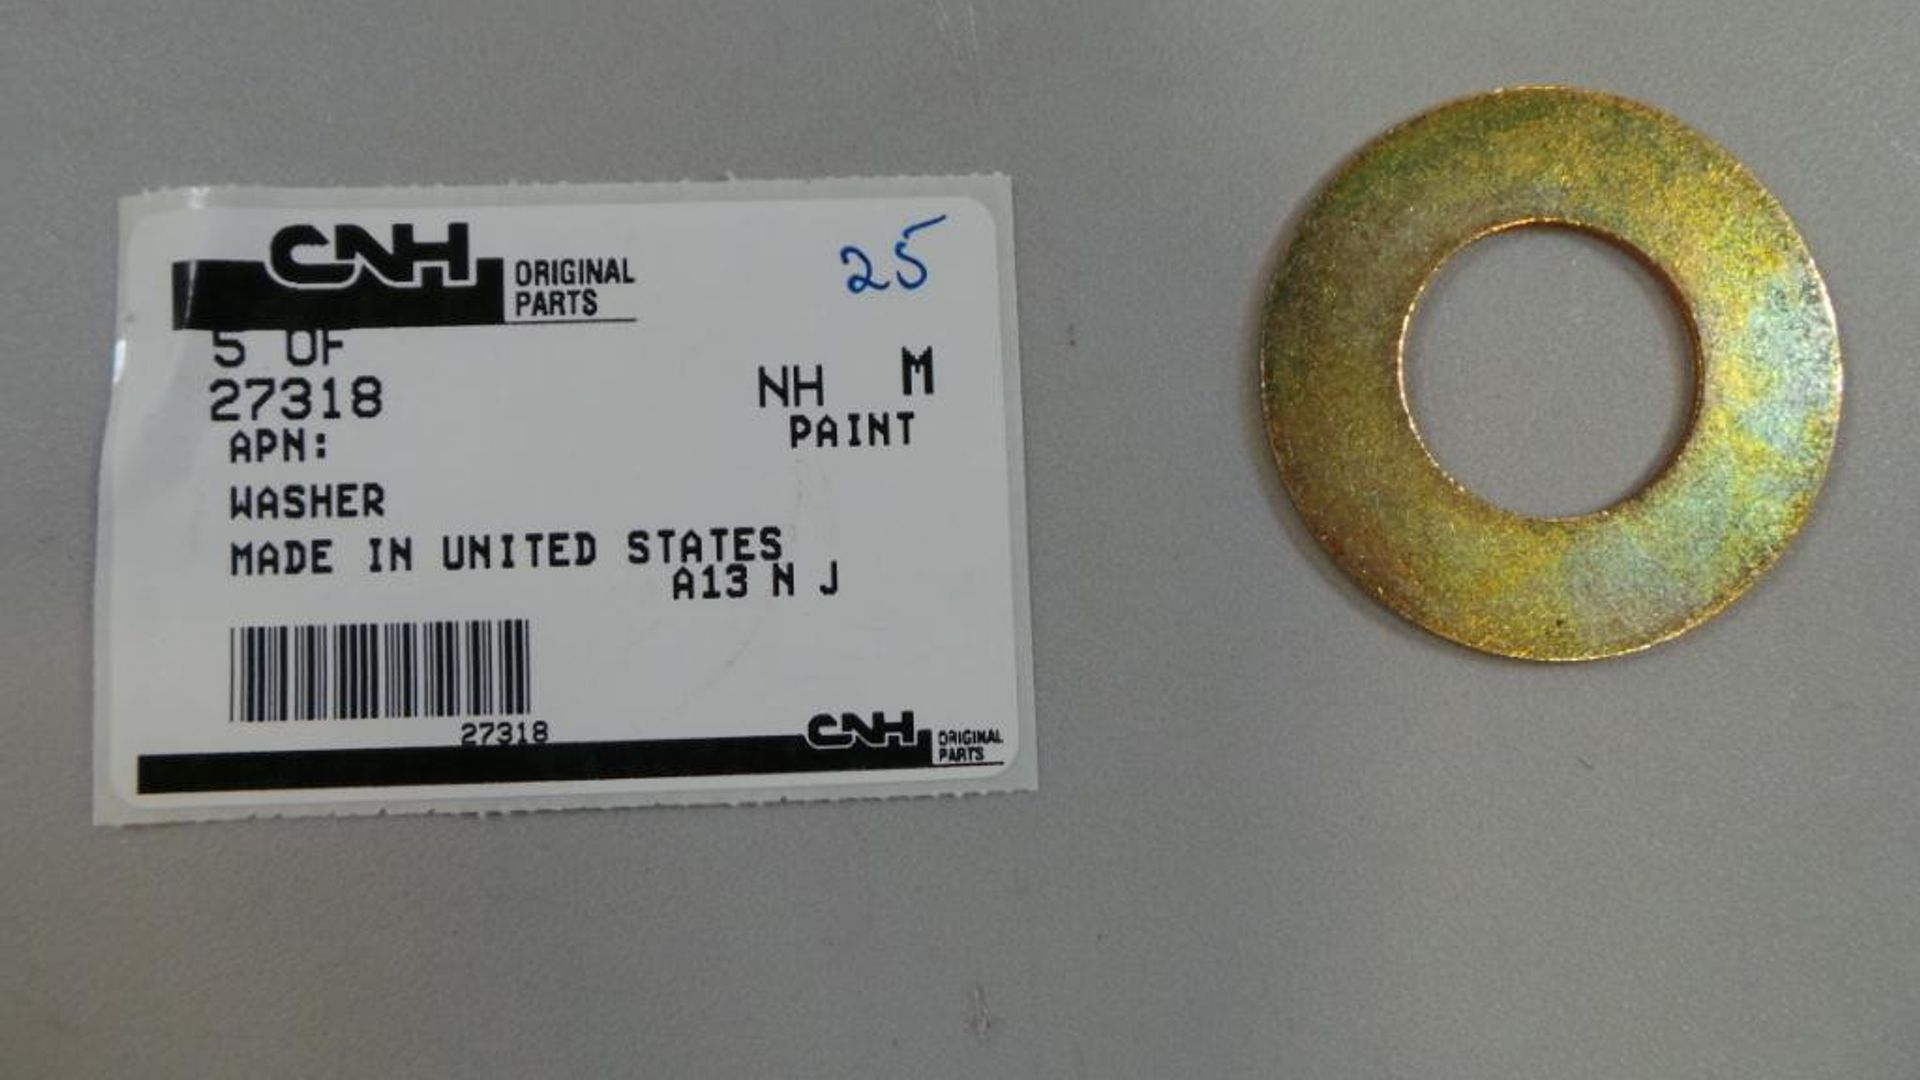 CNH ORIGINAL
PARTS
25
5 OF
27318
NH M
PAINT
APN:
WASHER
MADE IN UNITED STATES
A13 N J
27318
CNH ORIGINAL
PARTS